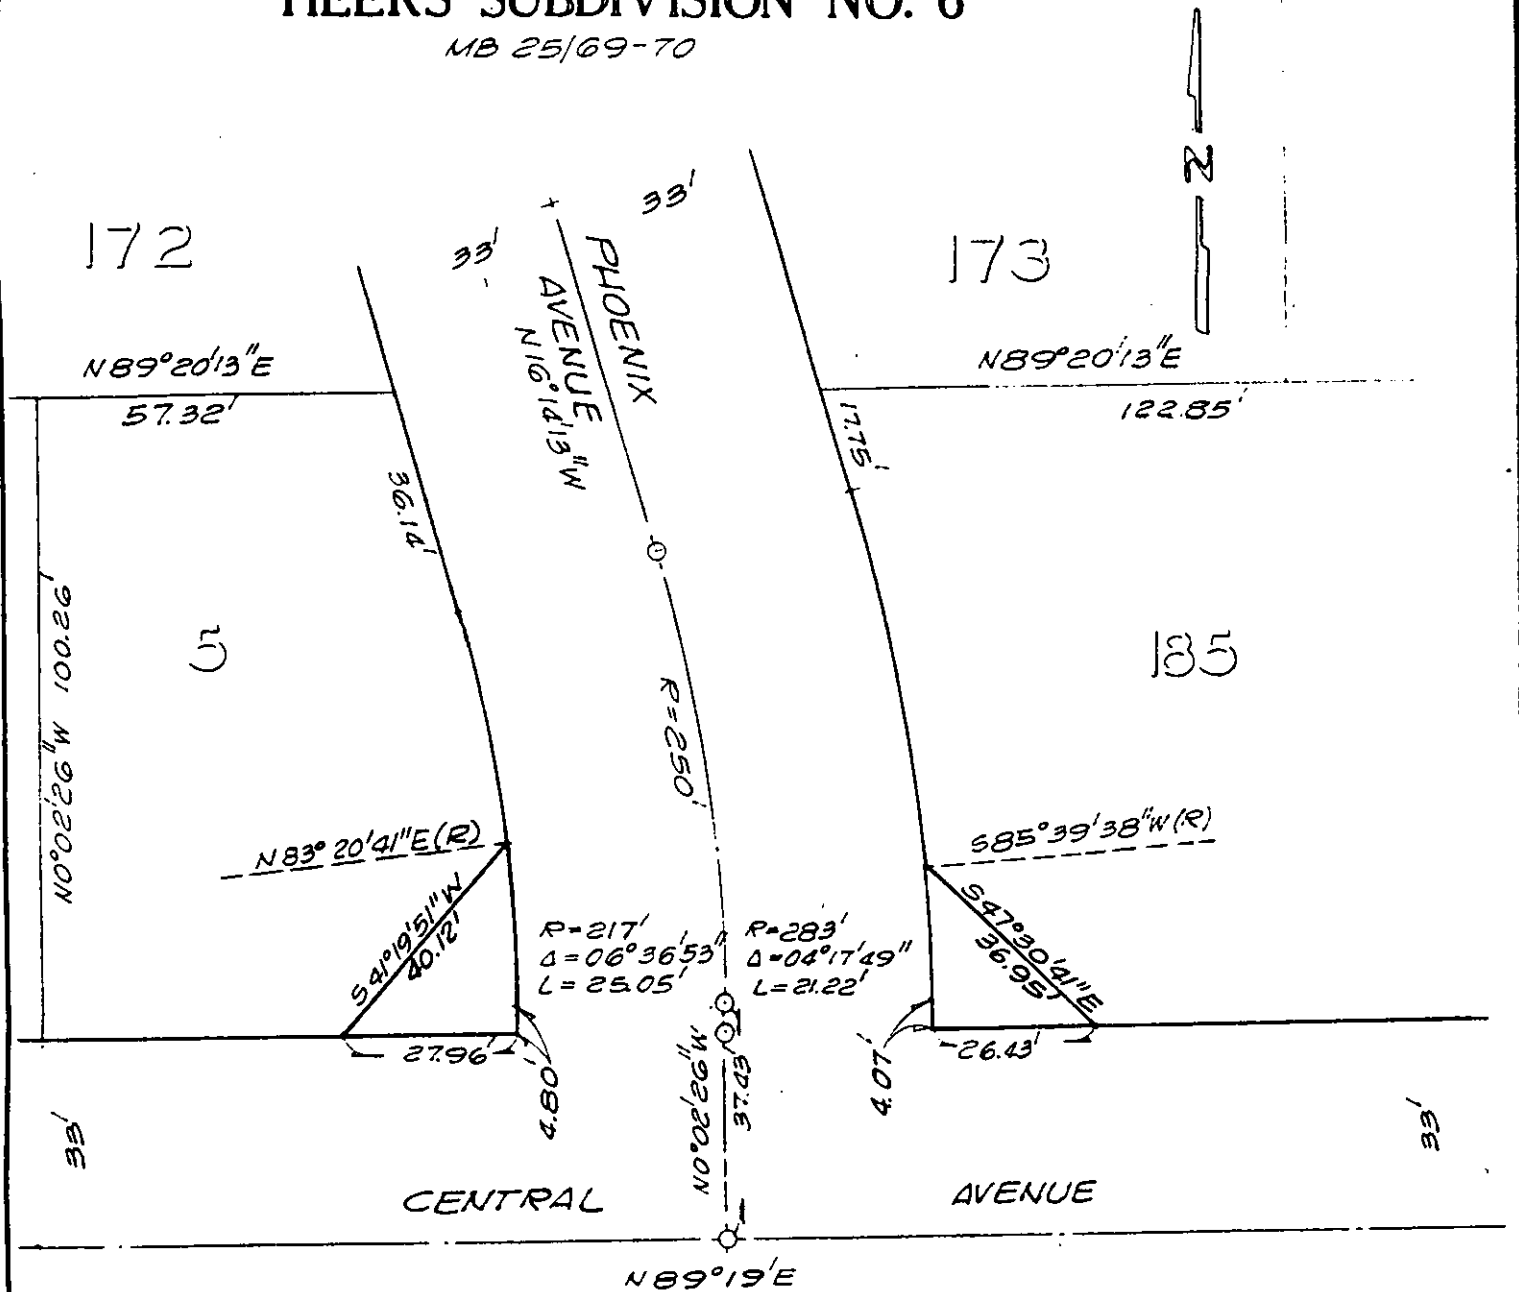 HEERS SUBDIVISION NO. 6
MB 25/69-70
N
172
33'
33'
173
PHOENIX
AVENUE
N16°14'13"W
N89°20'13"E
57.32'
N89°20'13"E
122.85'
36.14'
17.75'
N0°02'26"W 100.26'
5
185
R=250'
N83°20'41"E(R)
S85°39'38"W(R)
S41°19'51"W
40.12'
S47°30'41"E
36.95'
R=217'
Δ=06°36'53"
L=25.05'
R=283'
Δ=04°17'49"
L=21.22'
27.96'
4.80'
N0°02'26"W
37.43'
4.07'
26.43'
33'
33'
CENTRAL AVENUE
N89°19'E